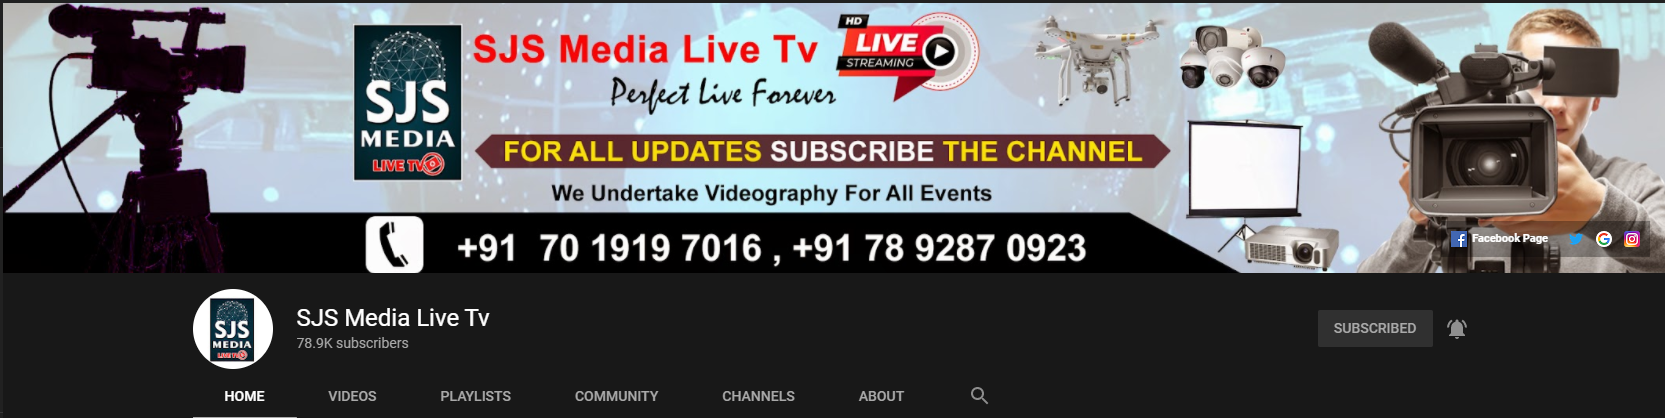 SJS
MEDIA
LIVE TV
SJS Media Live Tv
Perfect Live Forever
HD
LIVE
STREAMING
FOR ALL UPDATES SUBSCRIBE THE CHANNEL
We Undertake Videography For All Events
+91 70 1919 7016 , +91 78 9287 0923
Facebook Page
SJS
MEDIA
LIVE TV
SJS Media Live Tv
78.9K subscribers
SUBSCRIBED
HOME VIDEOS PLAYLISTS COMMUNITY CHANNELS ABOUT